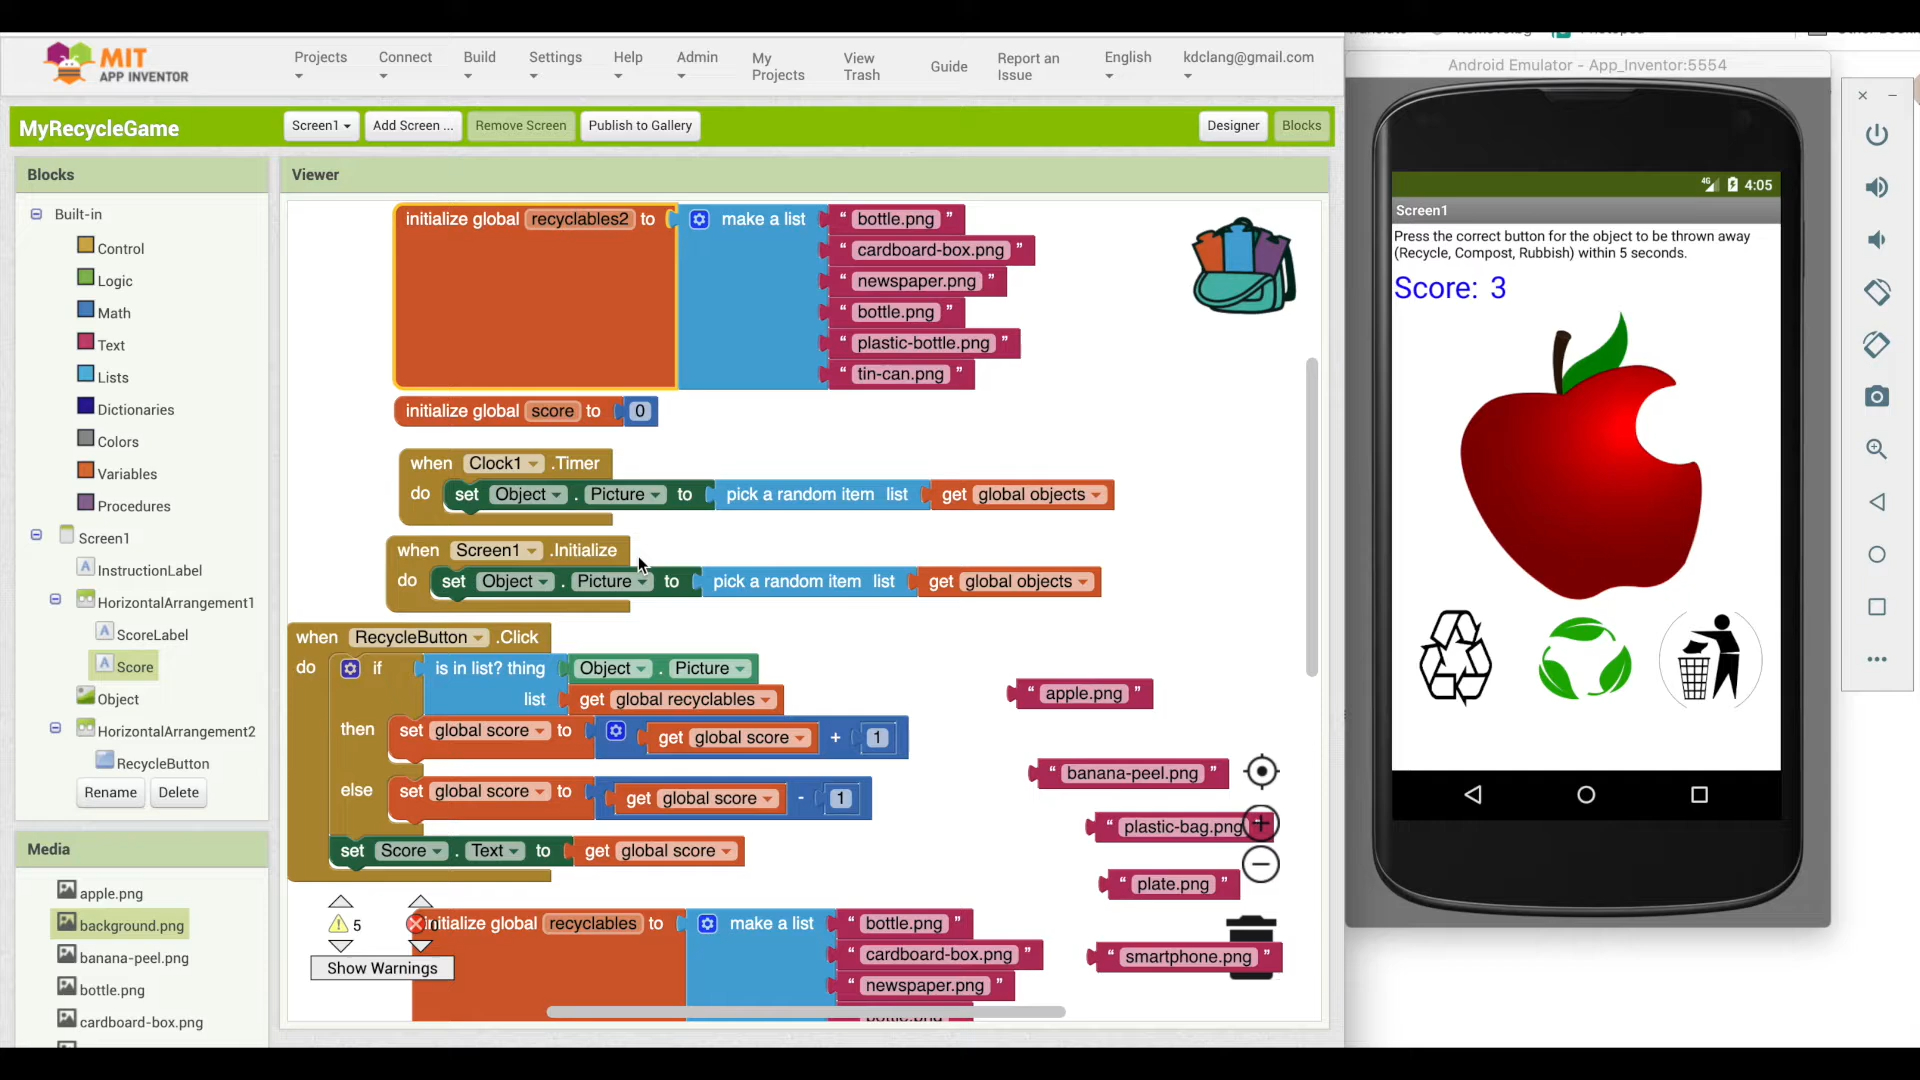 Android Emulator - App_Inventor:5554
MIT
APP INVENTOR
Projects
Connect
Build
Settings
Help
Admin
My Projects
View Trash
Guide
Report an Issue
English
kdclang@gmail.com
MyRecycleGame
Screen1
Add Screen ...
Remove Screen
Publish to Gallery
Designer
Blocks
Blocks
Built-in
Control
Logic
Math
Text
Lists
Dictionaries
Colors
Variables
Procedures
Screen1
InstructionLabel
HorizontalArrangement1
ScoreLabel
Score
Object
HorizontalArrangement2
RecycleButton
Rename
Delete
Media
apple.png
background.png
banana-peel.png
bottle.png
cardboard-box.png
Viewer
initialize global recyclables2 to make a list " bottle.png "
" cardboard-box.png "
" newspaper.png "
" bottle.png "
" plastic-bottle.png "
" tin-can.png "
initialize global score to 0
when Clock1 .Timer
do set Object . Picture to pick a random item list get global objects
when Screen1 .Initialize
do set Object . Picture to pick a random item list get global objects
when RecycleButton .Click
do if is in list? thing Object . Picture
list get global recyclables
then set global score to get global score + 1
else set global score to get global score - 1
set Score . Text to get global score
" apple.png "
" banana-peel.png "
" plastic-bag.png "
" plate.png "
" smartphone.png "
5
Show Warnings
initialize global recyclables to make a list " bottle.png "
" cardboard-box.png "
" newspaper.png "
4G 4:05
Screen1
Press the correct button for the object to be thrown away
(Recycle, Compost, Rubbish) within 5 seconds.
Score: 3